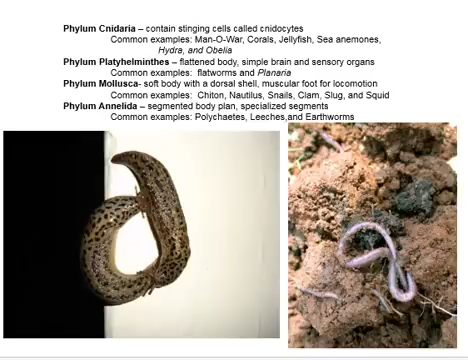 Phylum Cnidaria – contain stinging cells called cnidocytes
Common examples: Man-O-War, Corals, Jellyfish, Sea anemones,
Hydra, and Obelia
Phylum Platyhelminthes – flattened body, simple brain and sensory organs
Common examples: flatworms and Planaria
Phylum Mollusca- soft body with a dorsal shell, muscular foot for locomotion
Common examples: Chiton, Nautilus, Snails, Clam, Slug, and Squid
Phylum Annelida – segmented body plan, specialized segments
Common examples: Polychaetes, Leeches,and Earthworms